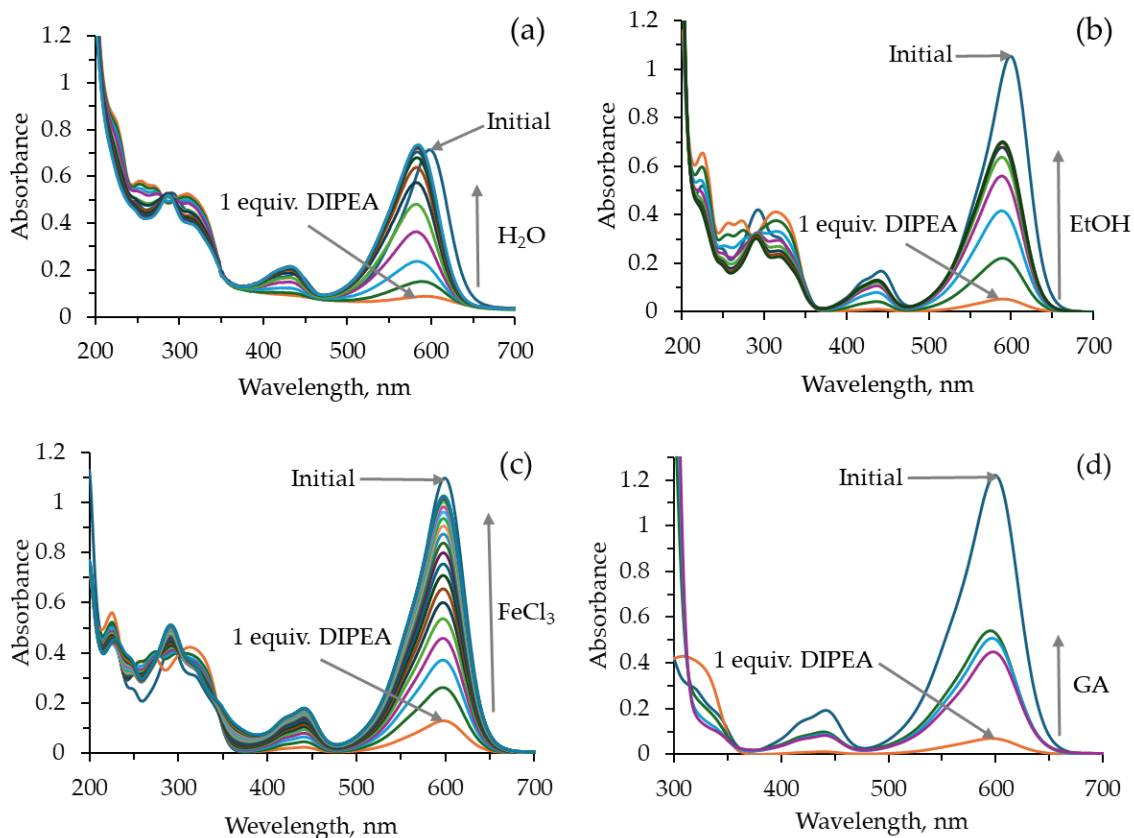 (a)
1.2
1
0.8
0.6
0.4
0.2
0
Absorbance
Initial
1 equiv. DIPEA
H2O
200 300 400 500 600 700
Wavelength, nm
(b)
1.2
1
0.8
0.6
0.4
0.2
0
Absorbance
Initial
1 equiv. DIPEA
EtOH
200 300 400 500 600 700
Wavelength, nm
(c)
1.2
1
0.8
0.6
0.4
0.2
0
Absorbance
Initial
1 equiv. DIPEA
FeCl3
200 300 400 500 600 700
Wevelength, nm
(d)
1.2
1
0.8
0.6
0.4
0.2
0
Absorbance
Initial
1 equiv. DIPEA
GA
300 400 500 600 700
Wavelength, nm